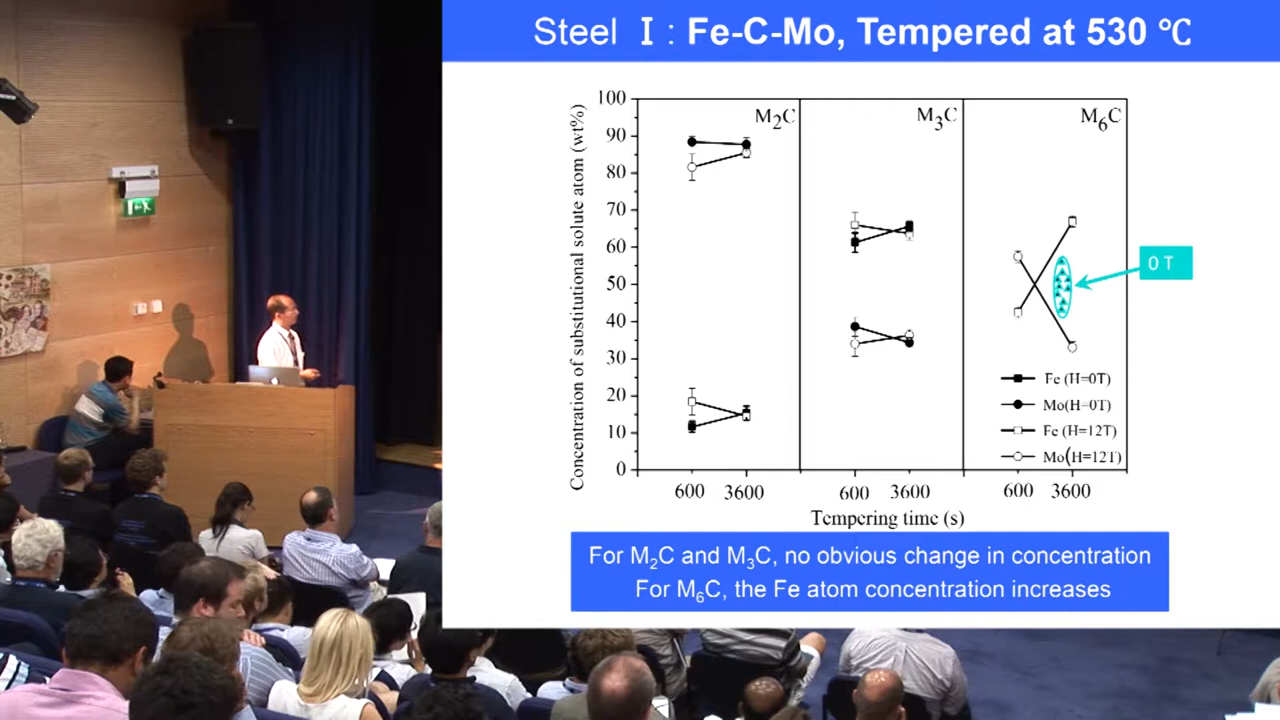 Steel Ⅰ: Fe-C-Mo, Tempered at 530 ℃
Concentration of substitutional solute atom (wt%)
100
90
80
70
60
50
40
30
20
10
0
M₂C
M₃C
M₆C
0 T
Fe (H=0T)
Mo(H=0T)
Fe (H=12T)
Mo(H=12T)
600 3600
600 3600
600 3600
Tempering time (s)
For M₂C and M₃C, no obvious change in concentration
For M₆C, the Fe atom concentration increases